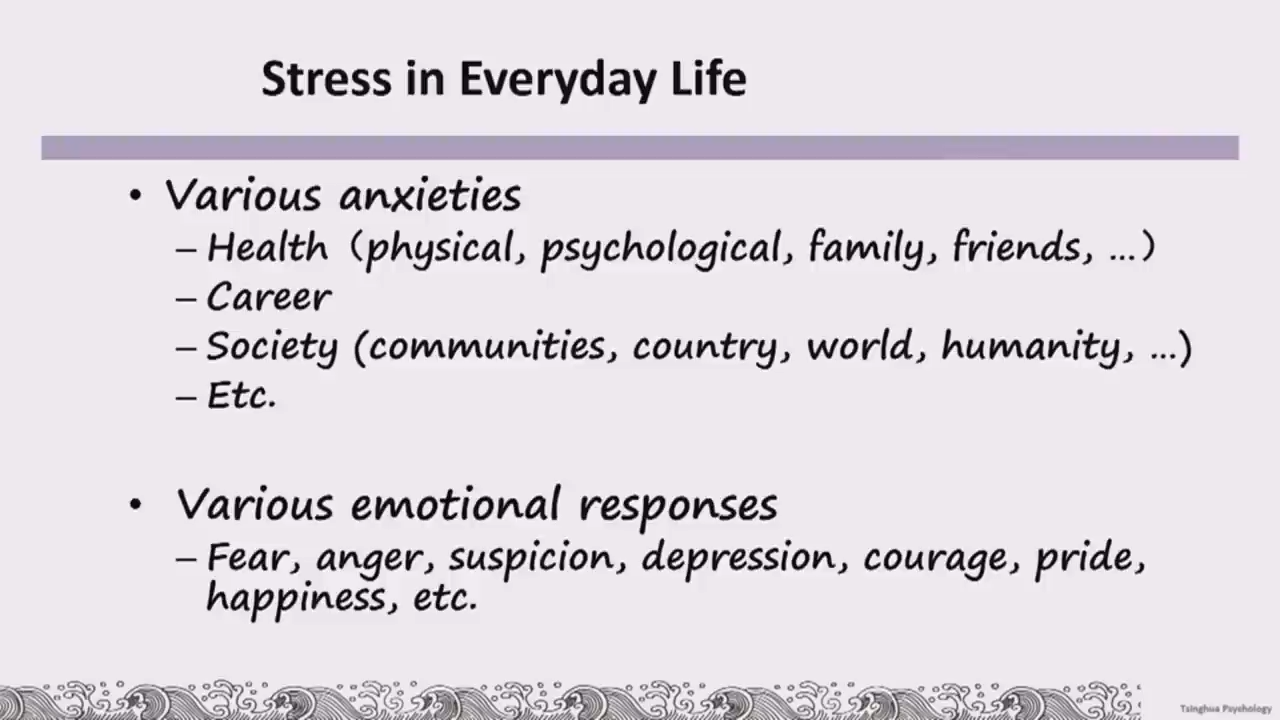 Stress in Everyday Life
• Various anxieties
– Health (physical, psychological, family, friends, ...)
– Career
– Society (communities, country, world, humanity, ...)
– Etc.
• Various emotional responses
– Fear, anger, suspicion, depression, courage, pride,
happiness, etc.
Tsinghua Psychology